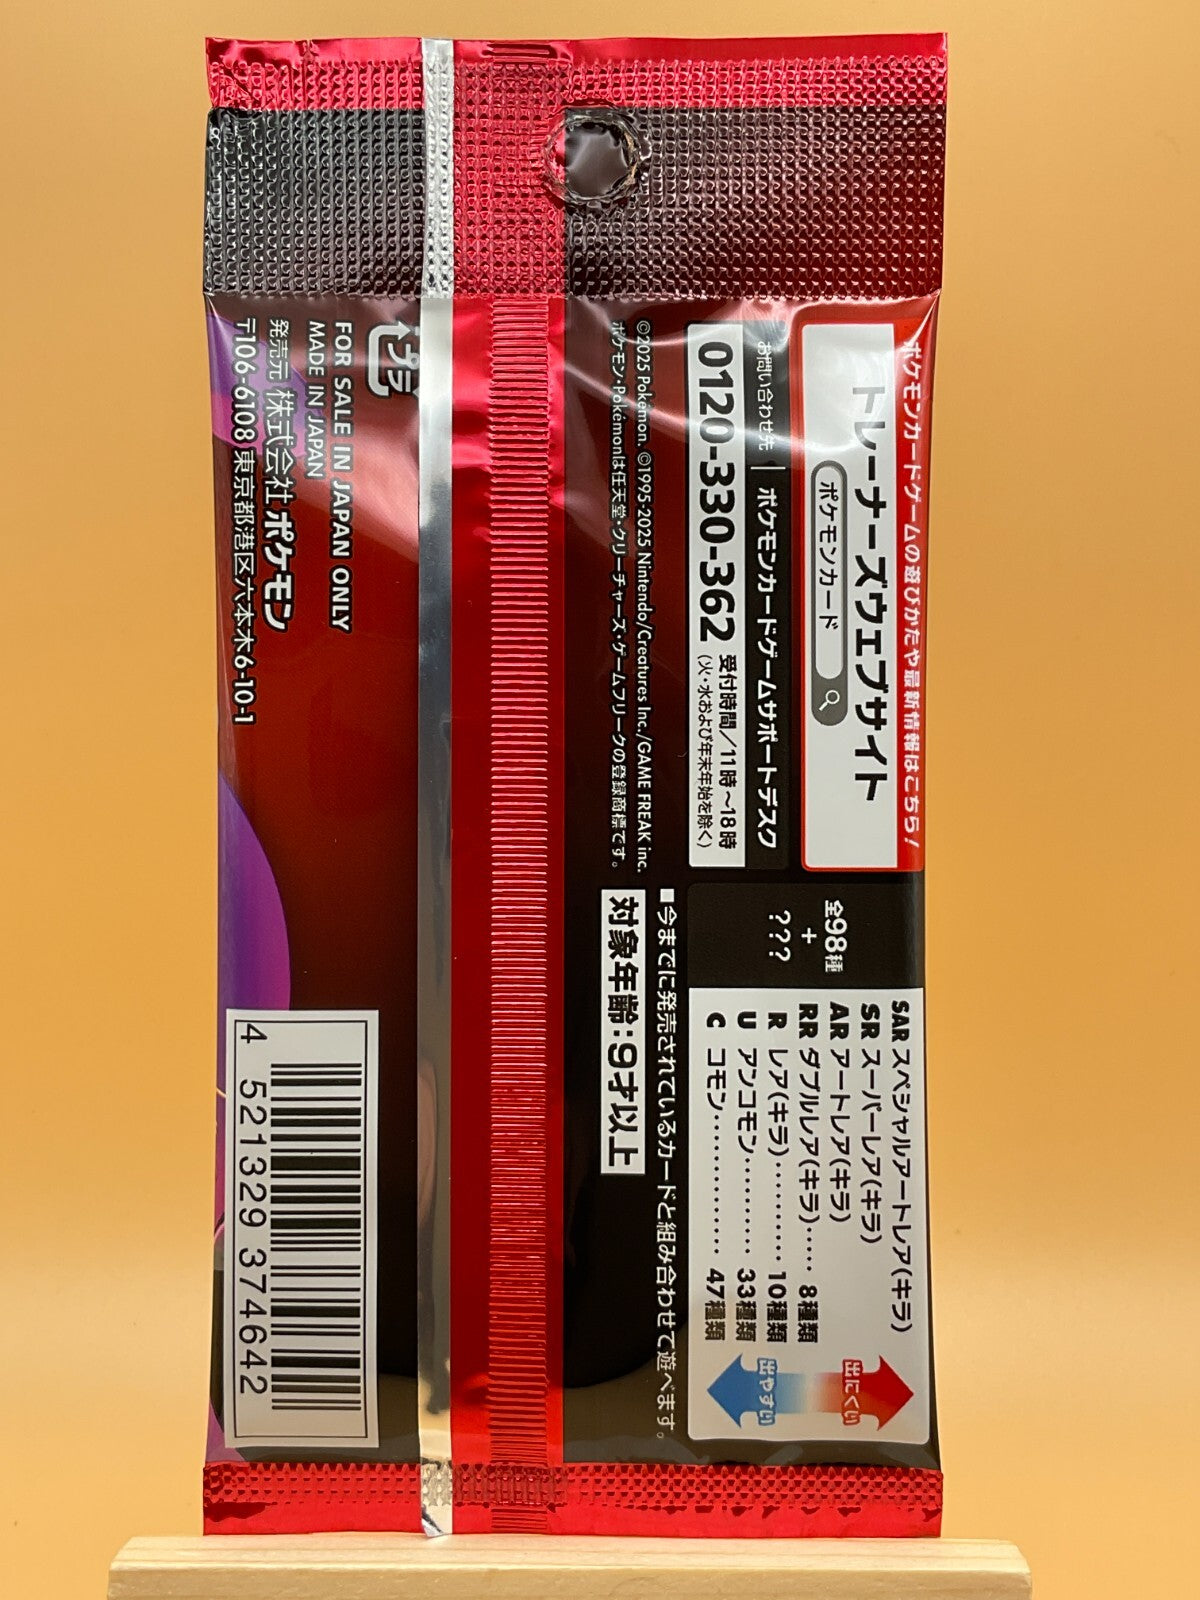 ポケモンカードゲームの遊びかたや最新情報はこちら!
トレーナーズウェブサイト
ポケモンカード
お問い合わせ先 ポケモンカードゲームサポートデスク
0120-330-362 受付時間/11時~18時
(火・水および年末年始を除く)
©2025 Pokémon. ©1995-2025 Nintendo/Creatures Inc./GAME FREAK inc.
ポケモン・Pokémonは任天堂・クリーチャーズ・ゲームフリークの登録商標です。
全98種
+
???
SAR スペシャルアートレア(キラ)
SR スーパーレア(キラ)
AR アートレア(キラ)
RR ダブルレア(キラ)..... 8種類
R レア(キラ).......... 10種類
U アンコモン.......... 33種類
C コモン.............. 47種類
出にくい
出やすい
■今までに発売されているカードと組み合わせて遊べます。
対象年齢:9才以上
プラ
FOR SALE IN JAPAN ONLY
MADE IN JAPAN
発売元 株式会社ポケモン
〒106-6108 東京都港区六本木6-10-1
4 521329 374642